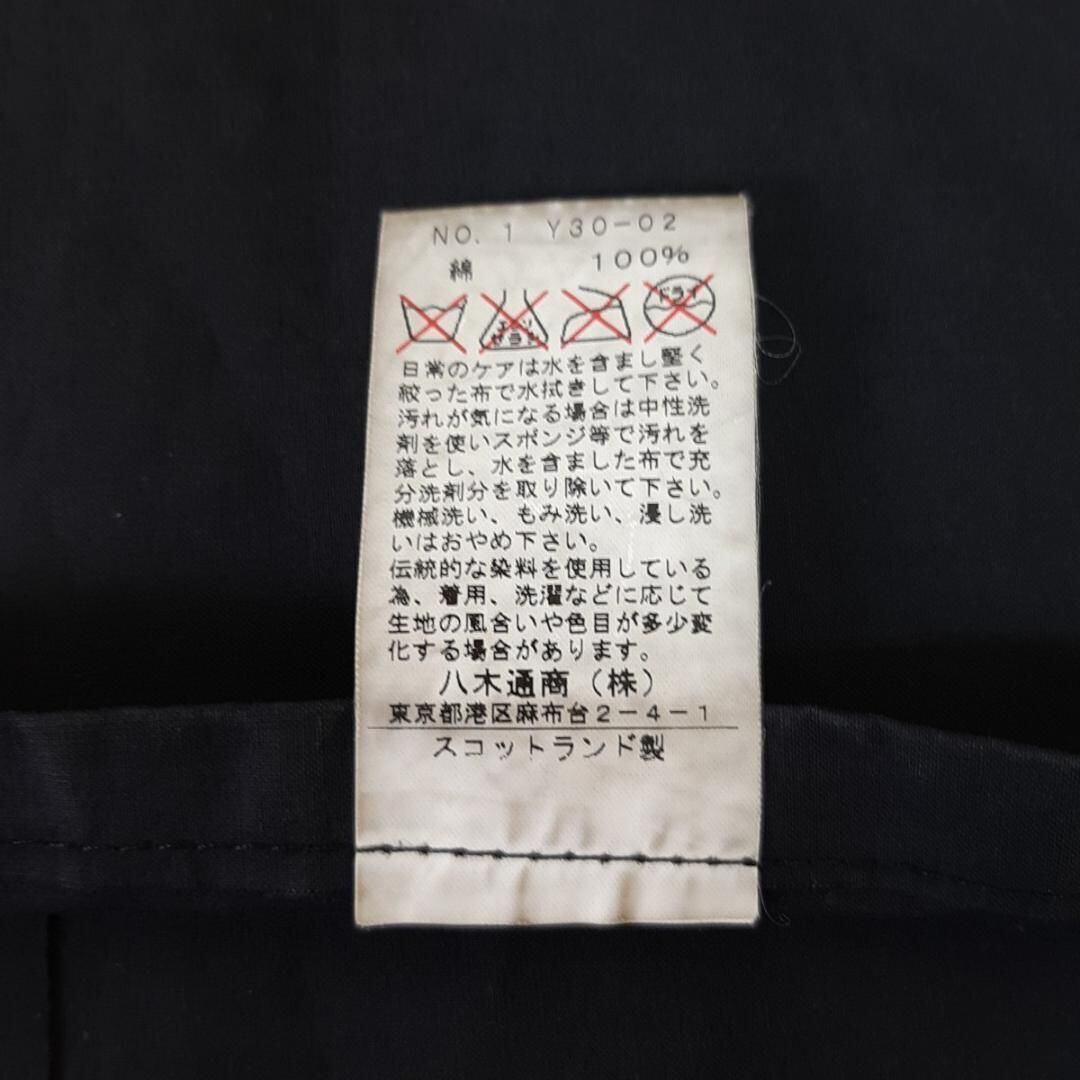 NO. 1 Y30-02
綿 100%
エンソ サラシ ドライ
日常のケアは水を含まし堅く
絞った布で水拭きして下さい。
汚れが気になる場合は中性洗
剤を使いスポンジ等で汚れを
落とし、水を含ました布で充
分洗剤分を取り除いて下さい。
機械洗い、もみ洗い、浸し洗
いはおやめ下さい。
伝統的な染料を使用している
為、着用、洗濯などに応じて
生地の風合いや色目が多少変
化する場合があります。
八木通商（株）
東京都港区麻布台2-4-1
スコットランド製